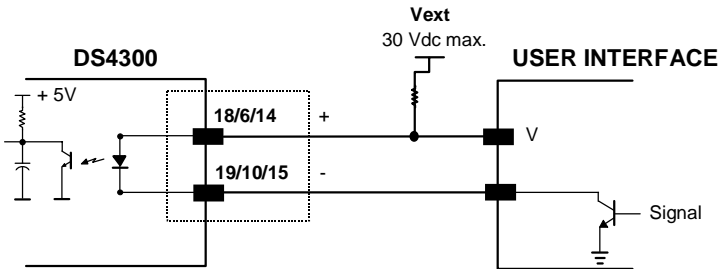 Vext
30 Vdc max.
DS4300
USER INTERFACE
+ 5V
18/6/14
+
V
19/10/15
-
Signal